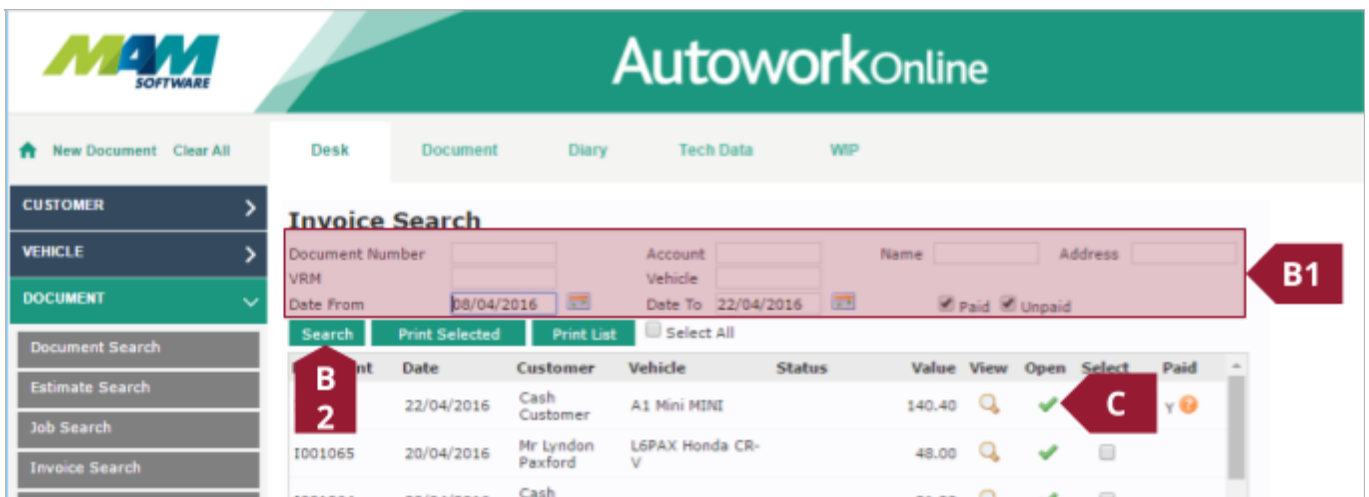 MAM
SOFTWARE
AutoworkOnline
New Document Clear All Desk Document Diary Tech Data WIP
CUSTOMER
VEHICLE
DOCUMENT
Document Search
Estimate Search
Job Search
Invoice Search
Invoice Search
Document Number Account Name Address
VRM Vehicle
Date From 08/04/2016 Date To 22/04/2016 Paid Unpaid
B1
Search Print Selected Print List Select All
B
2
nt Date Customer Vehicle Status Value View Open Select Paid
22/04/2016 Cash Customer A1 Mini MINI 140.40 Y ?
C
I001065 20/04/2016 Mr Lyndon Paxford L6PAX Honda CR-V 48.00
Cash